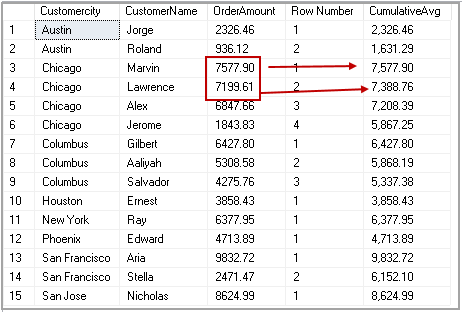 Customercity CustomerName OrderAmount Row Number CumulativeAvg
1 Austin Jorge 2326.46 1 2,326.46
2 Austin Roland 936.12 2 1,631.29
3 Chicago Marvin 7577.90 1 7,577.90
4 Chicago Lawrence 7199.61 2 7,388.76
5 Chicago Alex 6847.66 3 7,208.39
6 Chicago Jerome 1843.83 4 5,867.25
7 Columbus Gilbert 6427.80 1 6,427.80
8 Columbus Aaliyah 5308.58 2 5,868.19
9 Columbus Salvador 4275.76 3 5,337.38
10 Houston Ernest 3858.43 1 3,858.43
11 New York Ray 6377.95 1 6,377.95
12 Phoenix Edward 4713.89 1 4,713.89
13 San Francisco Aria 9832.72 1 9,832.72
14 San Francisco Stella 2471.47 2 6,152.10
15 San Jose Nicholas 8624.99 1 8,624.99